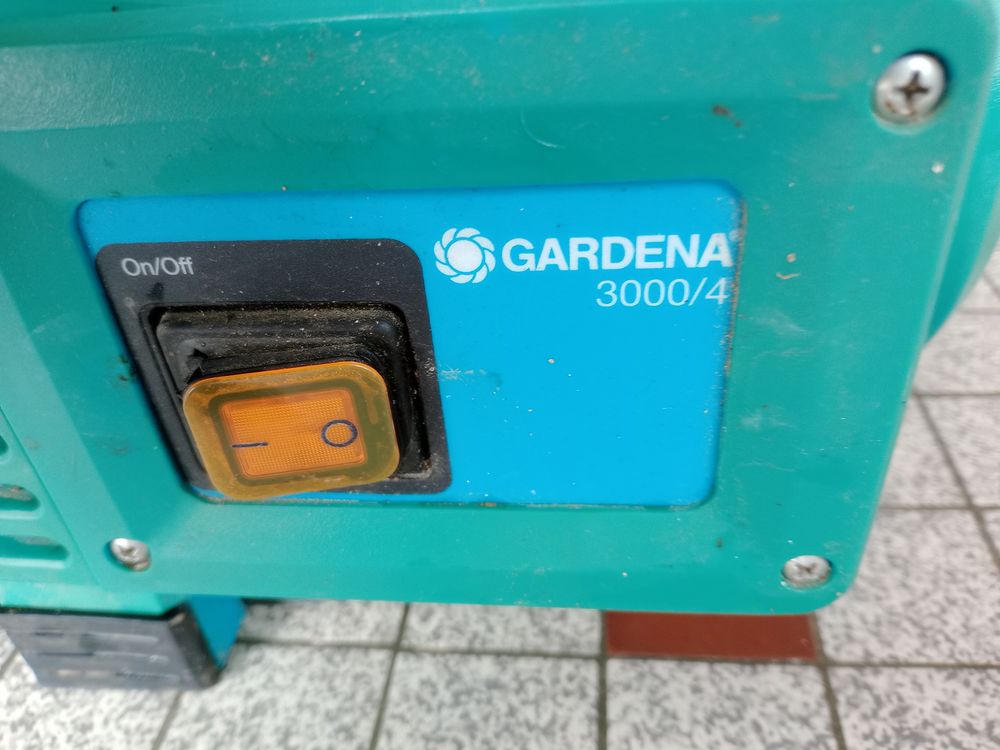 On/Off
GARDENA
3000/4
I O